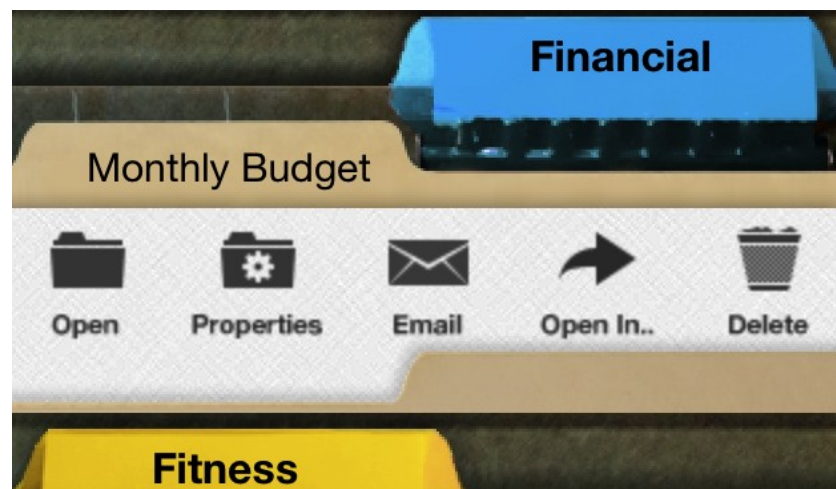 Financial
Monthly Budget
Open Properties Email Open In.. Delete
Fitness